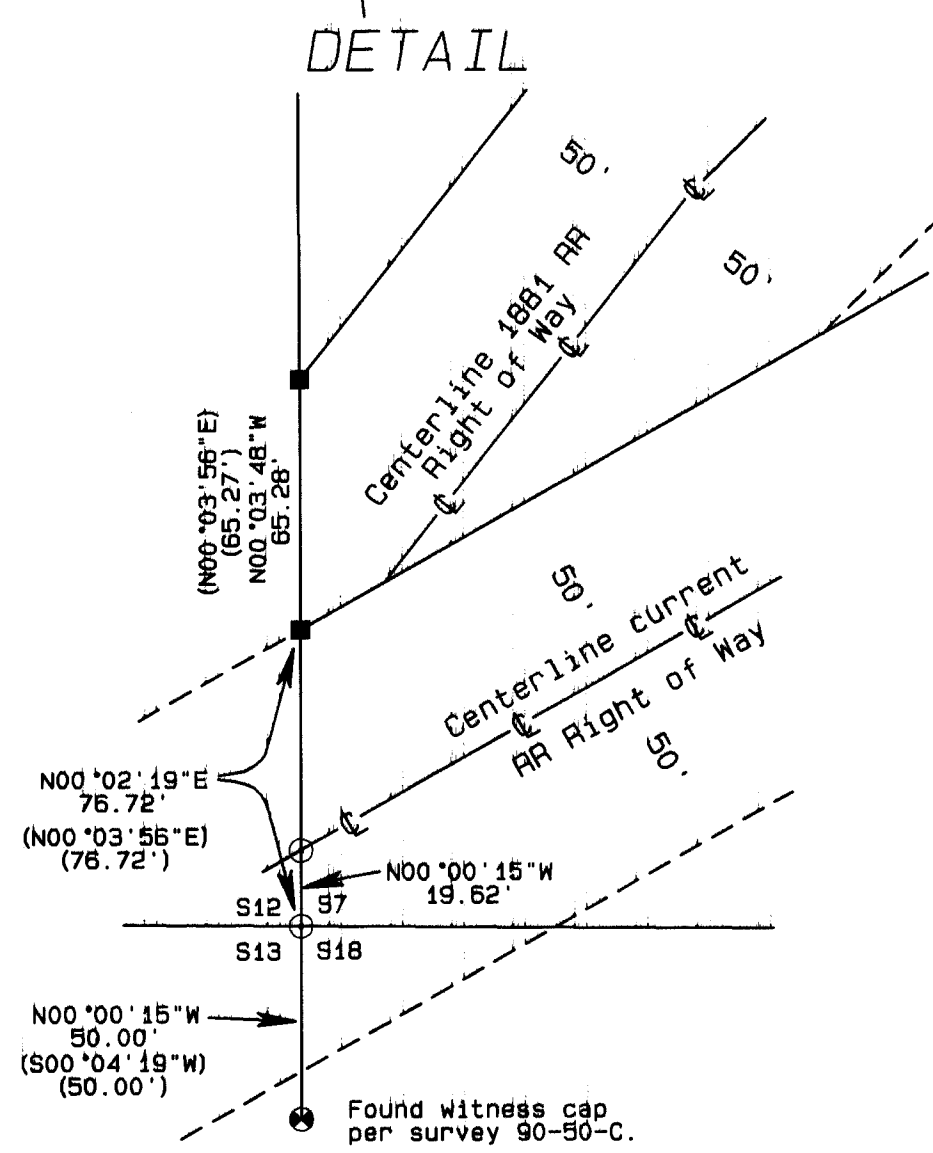 DETAIL
50'
50'
Centerline 1881 RR
Right of Way
(N00°03'56"E)
(65.27')
N00°03'48"W
65.28'
50'
Centerline current
RR Right of Way
50'
N00°02'19"E
76.72'
(N00°03'56"E)
(76.72')
N00°00'15"W
19.62'
S12 S7
S13 S18
N00°00'15"W
50.00'
(S00°04'19"W)
(50.00')
Found witness cap
per survey 90-50-C.